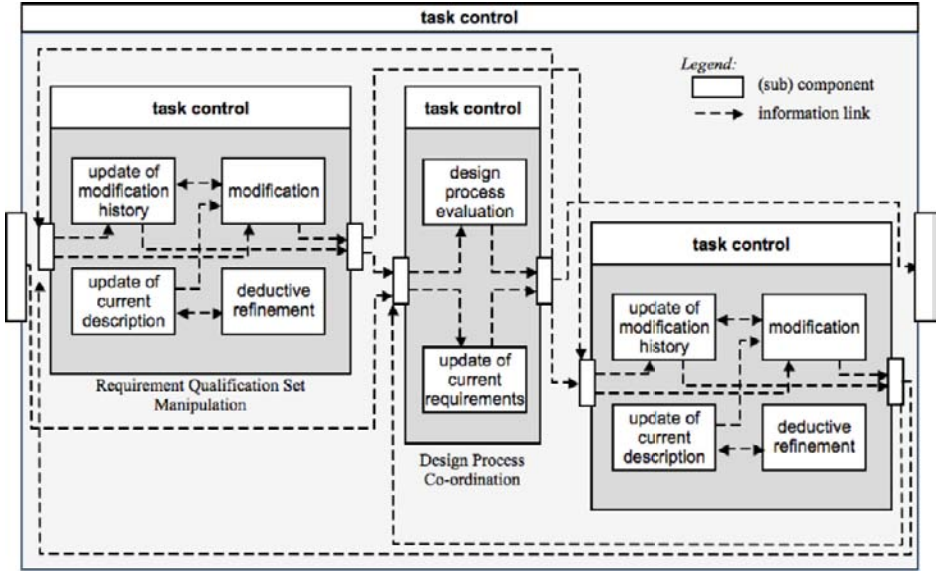 task control
Legend:
(sub) component
information link
task control
update of
modification
history
modification
update of
current
description
deductive
refinement
Requirement Qualification Set
Manipulation
task control
design
process
evaluation
update of
current
requirements
Design Process
Co-ordination
task control
update of
modification
history
modification
update of
current
description
deductive
refinement